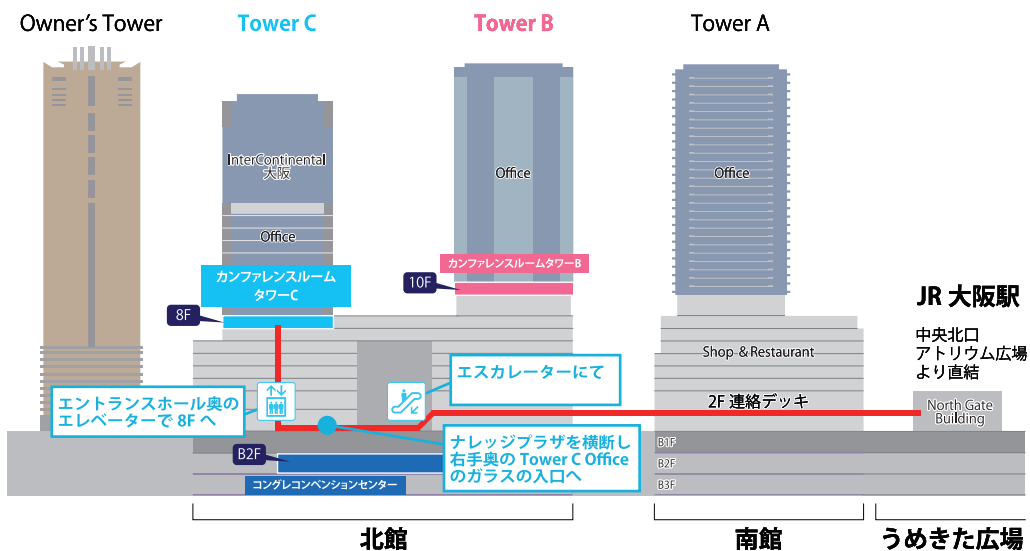 Owner's Tower
Tower C
Tower B
Tower A
InterContinental
大阪
Office
Office
Office
カンファレンスルーム
タワーC
カンファレンスルームタワーB
10F
8F
JR 大阪駅
中央北口
アトリウム広場
より直結
Shop & Restaurant
エスカレーターにて
エントランスホール奥の
エレベーターで 8F へ
2F 連絡デッキ
North Gate
Building
ナレッジプラザを横断し
右手奥の Tower C Office
のガラスの入口へ
B1F
B2F
B3F
B2F
コングレコンベンションセンター
北館
南館
うめきた広場